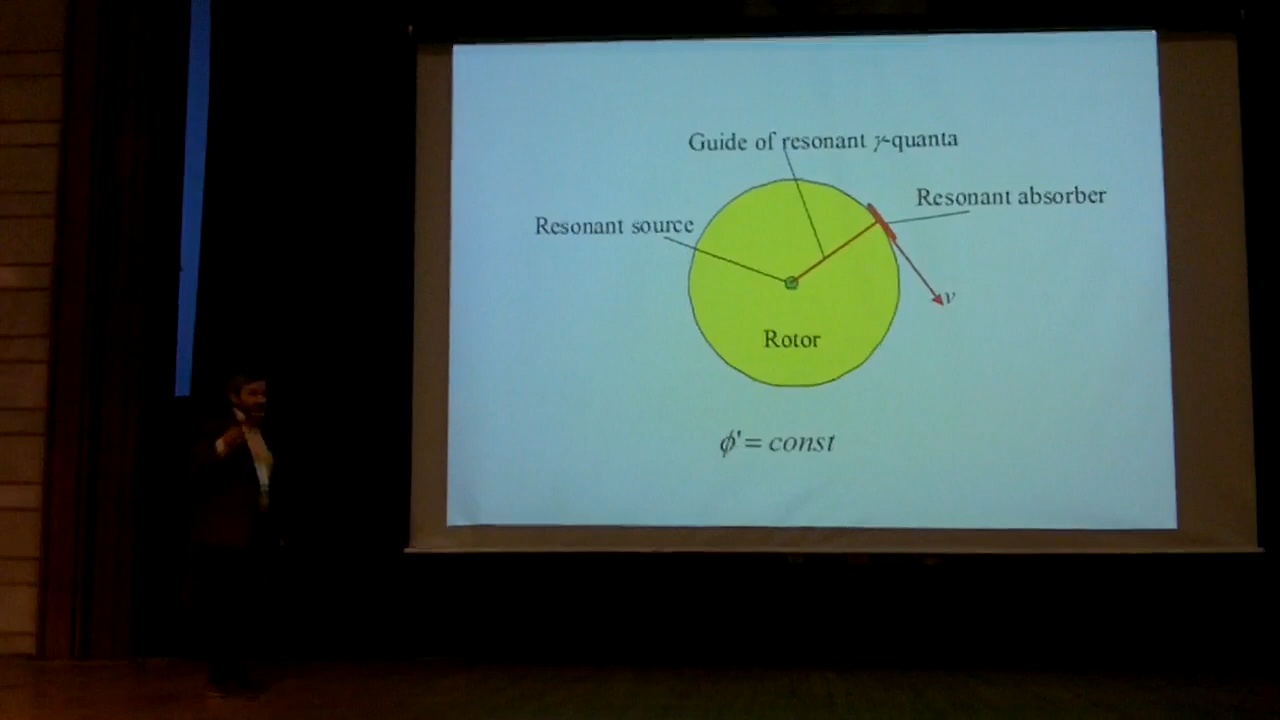 Guide of resonant γ-quanta
Resonant absorber
Resonant source
ν
Rotor
ϕ'= const